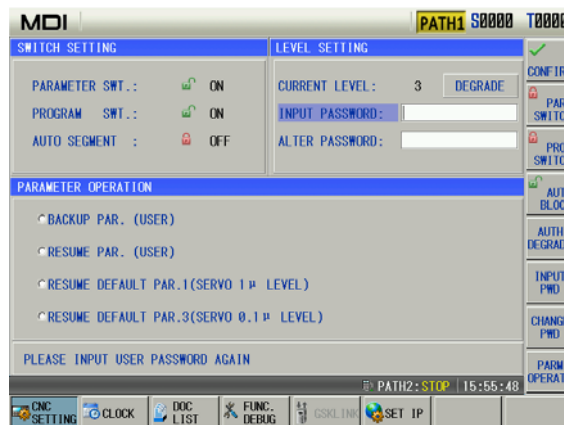 MDI PATH1 S0000 T0000
SWITCH SETTING
PARAMETER SWT.: ON
PROGRAM SWT.: ON
AUTO SEGMENT : OFF
LEVEL SETTING
CURRENT LEVEL: 3 DEGRADE
INPUT PASSWORD:
ALTER PASSWORD:
PARAMETER OPERATION
BACKUP PAR. (USER)
RESUME PAR. (USER)
RESUME DEFAULT PAR.1(SERVO 1μ LEVEL)
RESUME DEFAULT PAR.3(SERVO 0.1μ LEVEL)
PLEASE INPUT USER PASSWORD AGAIN
PATH2:STOP 15:55:48
CONFIR
PAR
SWITC
PRO
SWITC
AUT
BLOC
AUTH
DEGRAD
INPUT
PWD
CHANG
PWD
PARM
OPERAT
CNC
SETTING
CLOCK
DOC
LIST
FUNC.
DEBUG
GSKLINK
SET IP